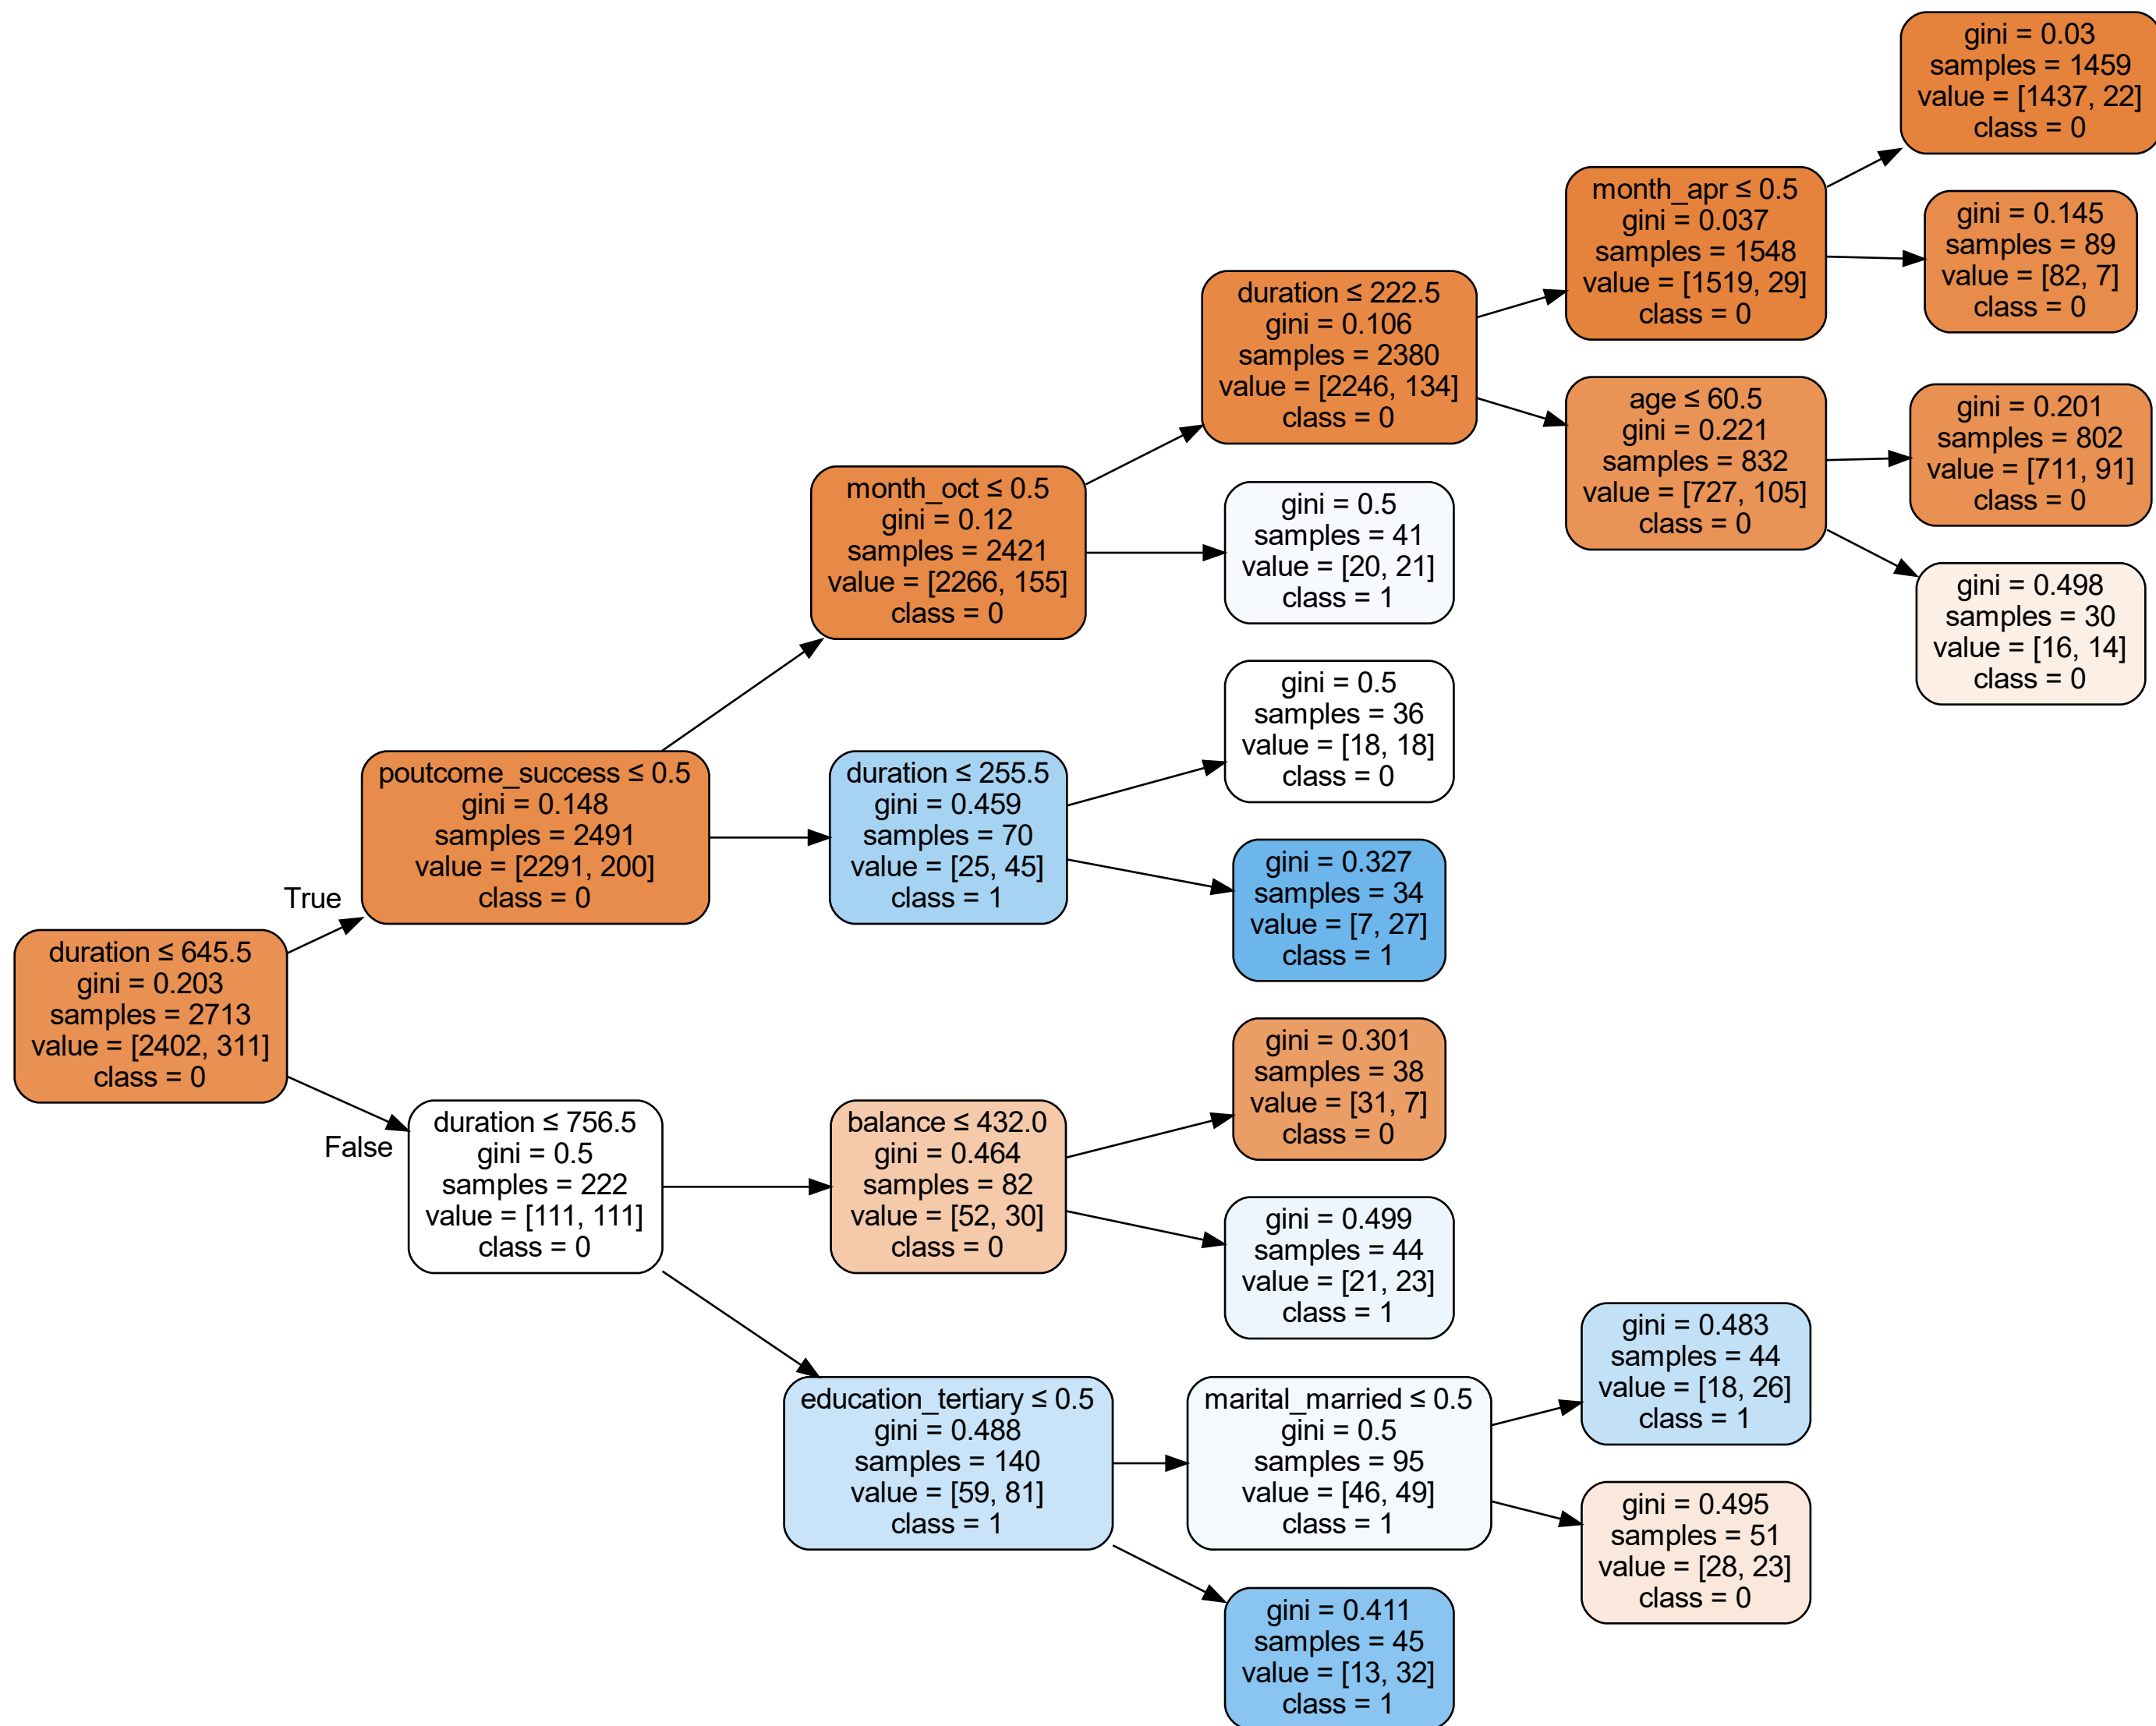 duration ≤ 645.5
gini = 0.203
samples = 2713
value = [2402, 311]
class = 0
True
False
poutcome_success ≤ 0.5
gini = 0.148
samples = 2491
value = [2291, 200]
class = 0
duration ≤ 756.5
gini = 0.5
samples = 222
value = [111, 111]
class = 0
month_oct ≤ 0.5
gini = 0.12
samples = 2421
value = [2266, 155]
class = 0
duration ≤ 255.5
gini = 0.459
samples = 70
value = [25, 45]
class = 1
balance ≤ 432.0
gini = 0.464
samples = 82
value = [52, 30]
class = 0
education_tertiary ≤ 0.5
gini = 0.488
samples = 140
value = [59, 81]
class = 1
duration ≤ 222.5
gini = 0.106
samples = 2380
value = [2246, 134]
class = 0
gini = 0.5
samples = 41
value = [20, 21]
class = 1
gini = 0.5
samples = 36
value = [18, 18]
class = 0
gini = 0.327
samples = 34
value = [7, 27]
class = 1
gini = 0.301
samples = 38
value = [31, 7]
class = 0
gini = 0.499
samples = 44
value = [21, 23]
class = 1
marital_married ≤ 0.5
gini = 0.5
samples = 95
value = [46, 49]
class = 1
gini = 0.411
samples = 45
value = [13, 32]
class = 1
month_apr ≤ 0.5
gini = 0.037
samples = 1548
value = [1519, 29]
class = 0
age ≤ 60.5
gini = 0.221
samples = 832
value = [727, 105]
class = 0
gini = 0.483
samples = 44
value = [18, 26]
class = 1
gini = 0.495
samples = 51
value = [28, 23]
class = 0
gini = 0.03
samples = 1459
value = [1437, 22]
class = 0
gini = 0.145
samples = 89
value = [82, 7]
class = 0
gini = 0.201
samples = 802
value = [711, 91]
class = 0
gini = 0.498
samples = 30
value = [16, 14]
class = 0